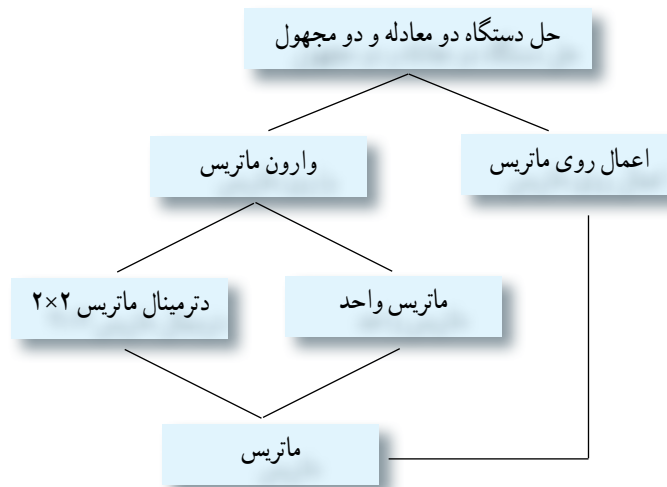 حل دستگاه دو معادله و دو مجهول
اعمال روی ماتریس
وارون ماتریس
ماتریس واحد
دترمینال ماتریس ۲×۲
ماتریس